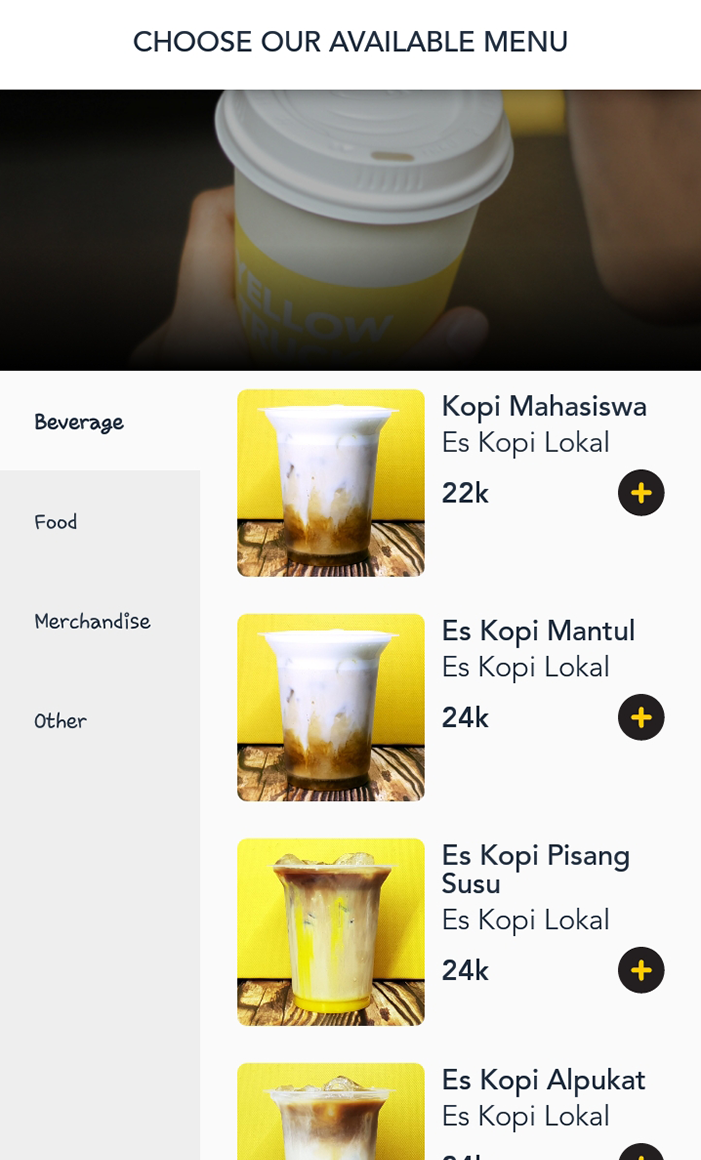 CHOOSE OUR AVAILABLE MENU
YELLOW
TRUCK
Beverage
Food
Merchandise
Other
Kopi Mahasiswa
Es Kopi Lokal
22k
Es Kopi Mantul
Es Kopi Lokal
24k
Es Kopi Pisang
Susu
Es Kopi Lokal
24k
Es Kopi Alpukat
Es Kopi Lokal